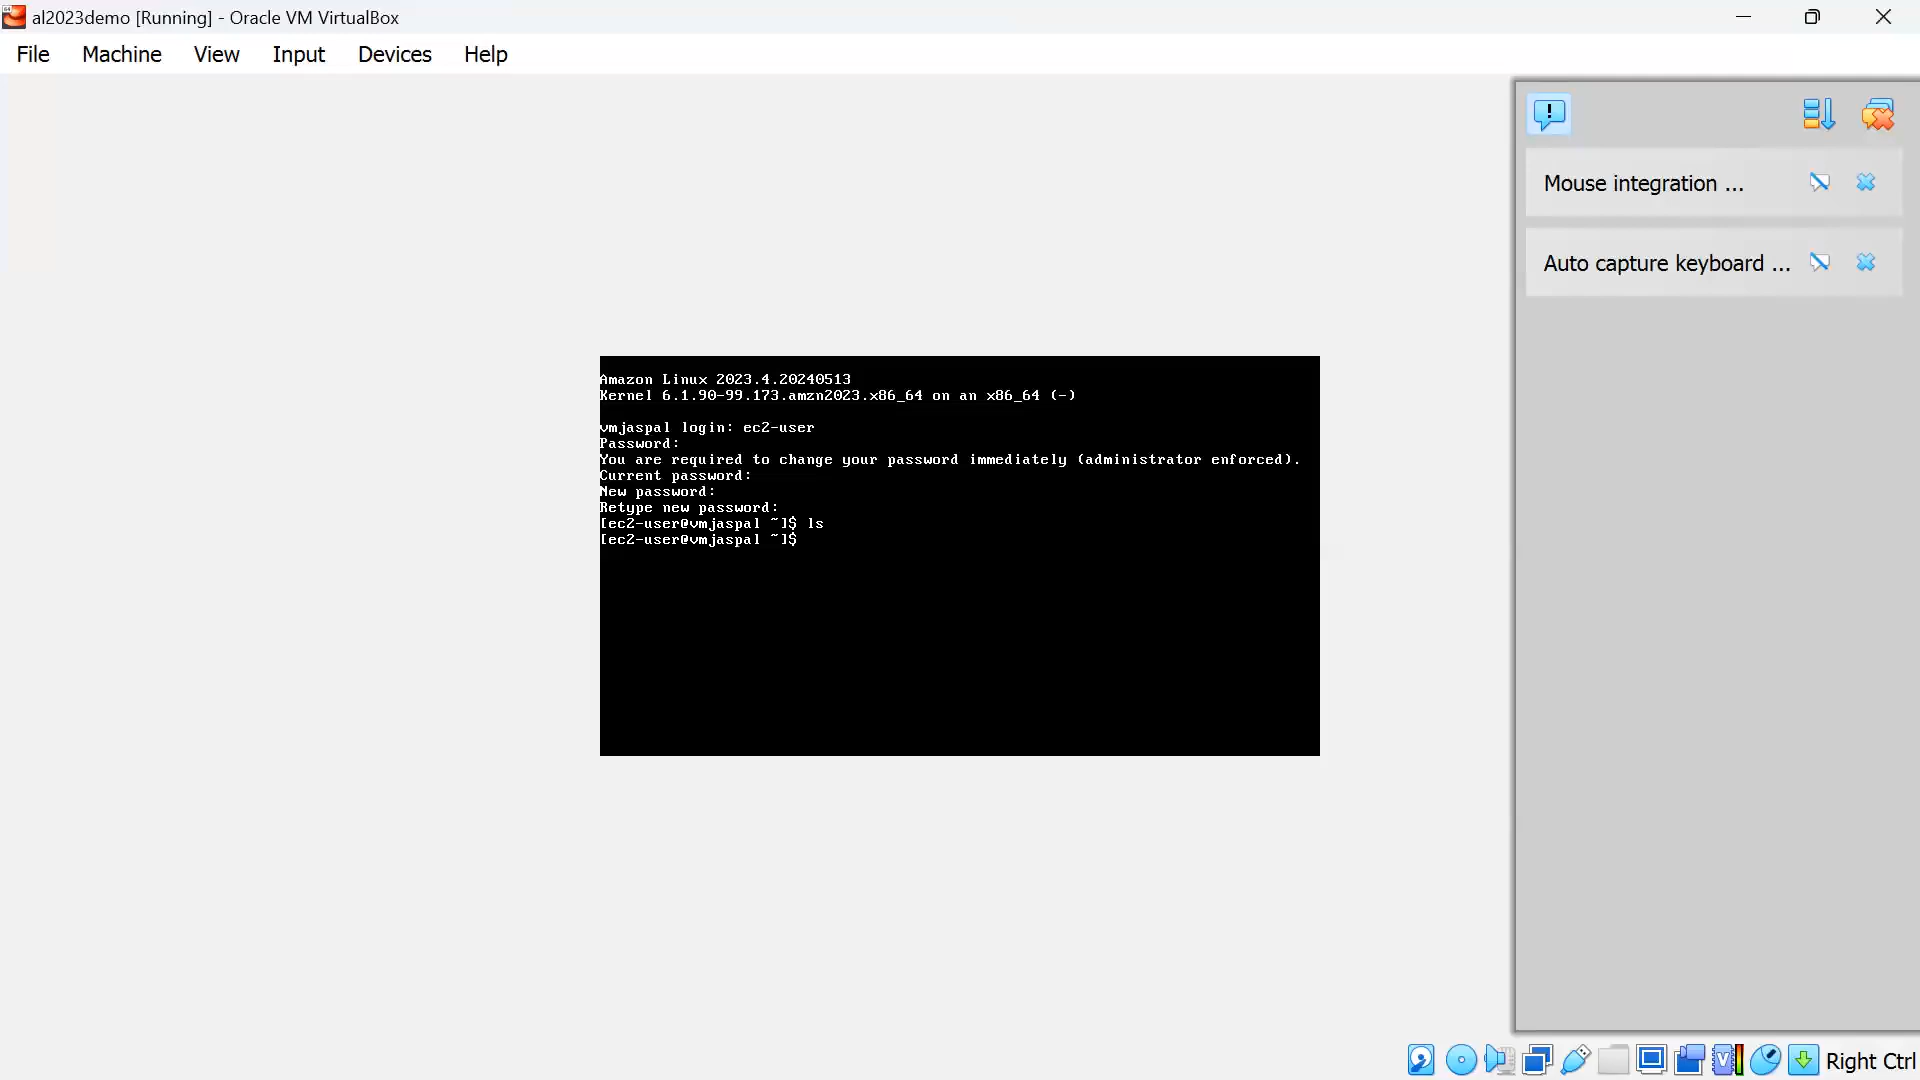 al2023demo [Running] - Oracle VM VirtualBox
File Machine View Input Devices Help
Mouse integration ...
Auto capture keyboard ...
Amazon Linux 2023.4.20240513
Kernel 6.1.90-99.173.amzn2023.x86_64 on an x86_64 (-)
vmjaspal login: ec2-user
Password:
You are required to change your password immediately (administrator enforced).
Current password:
New password:
Retype new password:
[ec2-user@vmjaspal ~]$ ls
[ec2-user@vmjaspal ~]$
Right Ctrl